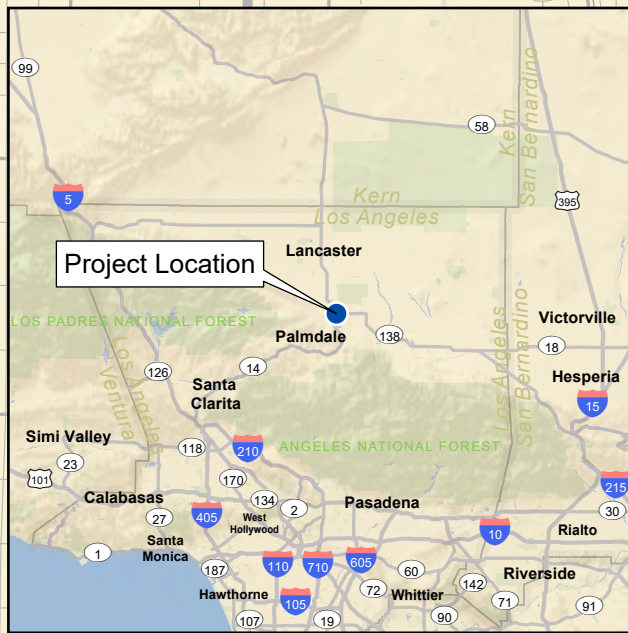 99
58
Kern
San Bernardino
5
395
Kern
Los Angeles
Lancaster
Project Location
LOS PADRES NATIONAL FOREST
Palmdale
138
Los Angeles
San Bernardino
Victorville
18
Los Angeles
Ventura
126
14
Hesperia
Santa
Clarita
15
Simi Valley
118
210
ANGELES NATIONAL FOREST
23
101
170
215
Calabasas
134
2
Pasadena
30
27
405
West
Hollywood
10
Rialto
1
Santa
Monica
187
110
710
605
60
Riverside
Hawthorne
105
72
Whittier
142
71
91
107
19
90